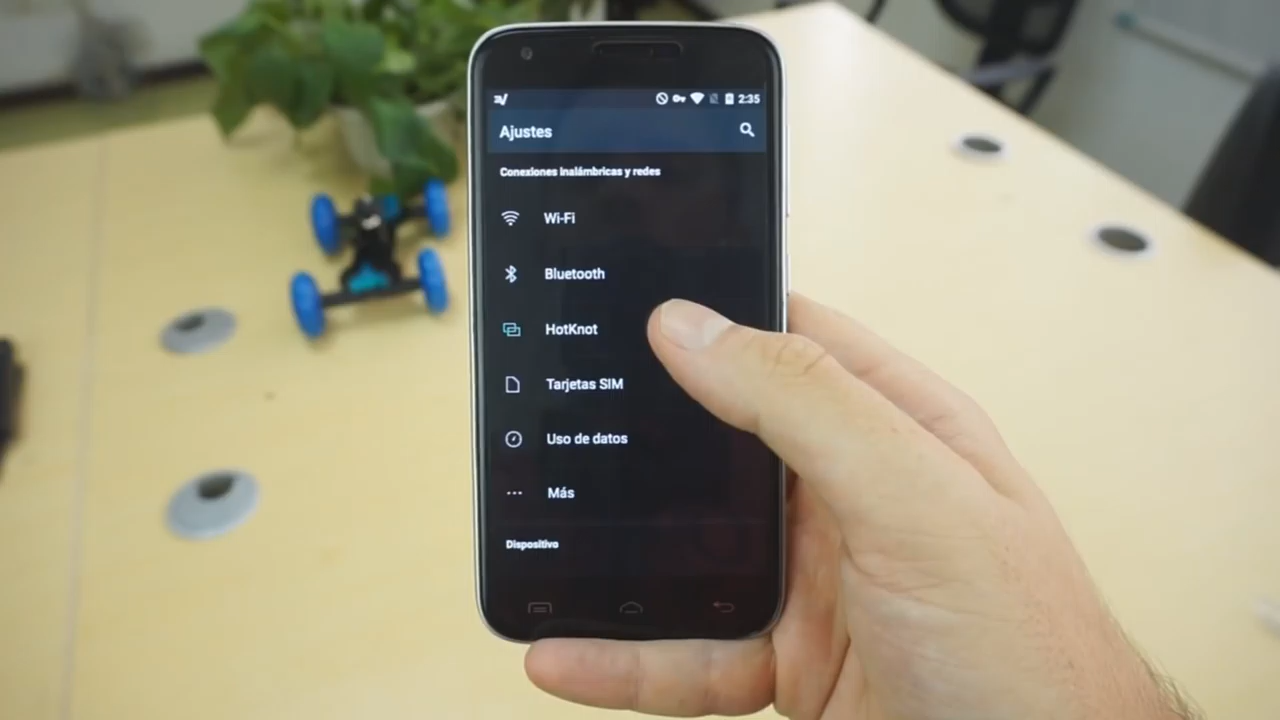 2:35
Ajustes
Conexiones inalámbricas y redes
Wi-Fi
Bluetooth
HotKnot
Tarjetas SIM
Uso de datos
Más
Dispositivo